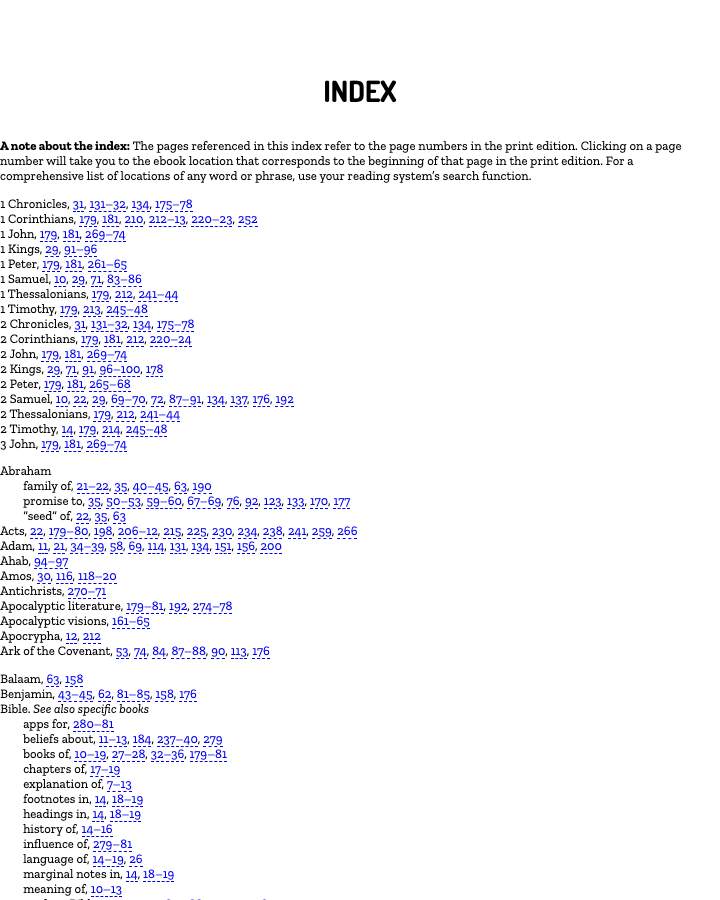 INDEX
A note about the index: The pages referenced in this index refer to the page numbers in the print edition. Clicking on a page
number will take you to the ebook location that corresponds to the beginning of that page in the print edition. For a
comprehensive list of locations of any word or phrase, use your reading system’s search function.
1 Chronicles, 31, 131–32, 134, 175–78
1 Corinthians, 179, 181, 210, 212–13, 220–23, 252
1 John, 179, 181, 269–74
1 Kings, 29, 91–96
1 Peter, 179, 181, 261–65
1 Samuel, 10, 29, 71, 83–86
1 Thessalonians, 179, 212, 241–44
1 Timothy, 179, 213, 245–48
2 Chronicles, 31, 131–32, 134, 175–78
2 Corinthians, 179, 181, 212, 220–24
2 John, 179, 181, 269–74
2 Kings, 29, 71, 91, 96–100, 178
2 Peter, 179, 181, 265–68
2 Samuel, 10, 22, 29, 69–70, 72, 87–91, 134, 137, 176, 192
2 Thessalonians, 179, 212, 241–44
2 Timothy, 14, 179, 214, 245–48
3 John, 179, 181, 269–74
Abraham
family of, 21–22, 35, 40–45, 63, 190
promise to, 35, 50–53, 59–60, 67–69, 76, 92, 123, 133, 170, 177
“seed” of, 22, 35, 63
Acts, 22, 179–80, 198, 206–12, 215, 225, 230, 234, 238, 241, 259, 266
Adam, 11, 21, 34–39, 58, 69, 114, 131, 134, 151, 156, 200
Ahab, 94–97
Amos, 30, 116, 118–20
Antichrists, 270–71
Apocalyptic literature, 179–81, 192, 274–78
Apocalyptic visions, 161–65
Apocrypha, 12, 212
Ark of the Covenant, 53, 74, 84, 87–88, 90, 113, 176
Balaam, 63, 158
Benjamin, 43–45, 62, 81–85, 158, 176
Bible. See also specific books
apps for, 280–81
beliefs about, 11–13, 184, 237–40, 279
books of, 10–19, 27–28, 32–36, 179–81
chapters of, 17–19
explanation of, 7–13
footnotes in, 14, 18–19
headings in, 14, 18–19
history of, 14–16
influence of, 279–81
language of, 14–19, 26
marginal notes in, 14, 18–19
meaning of, 10–13